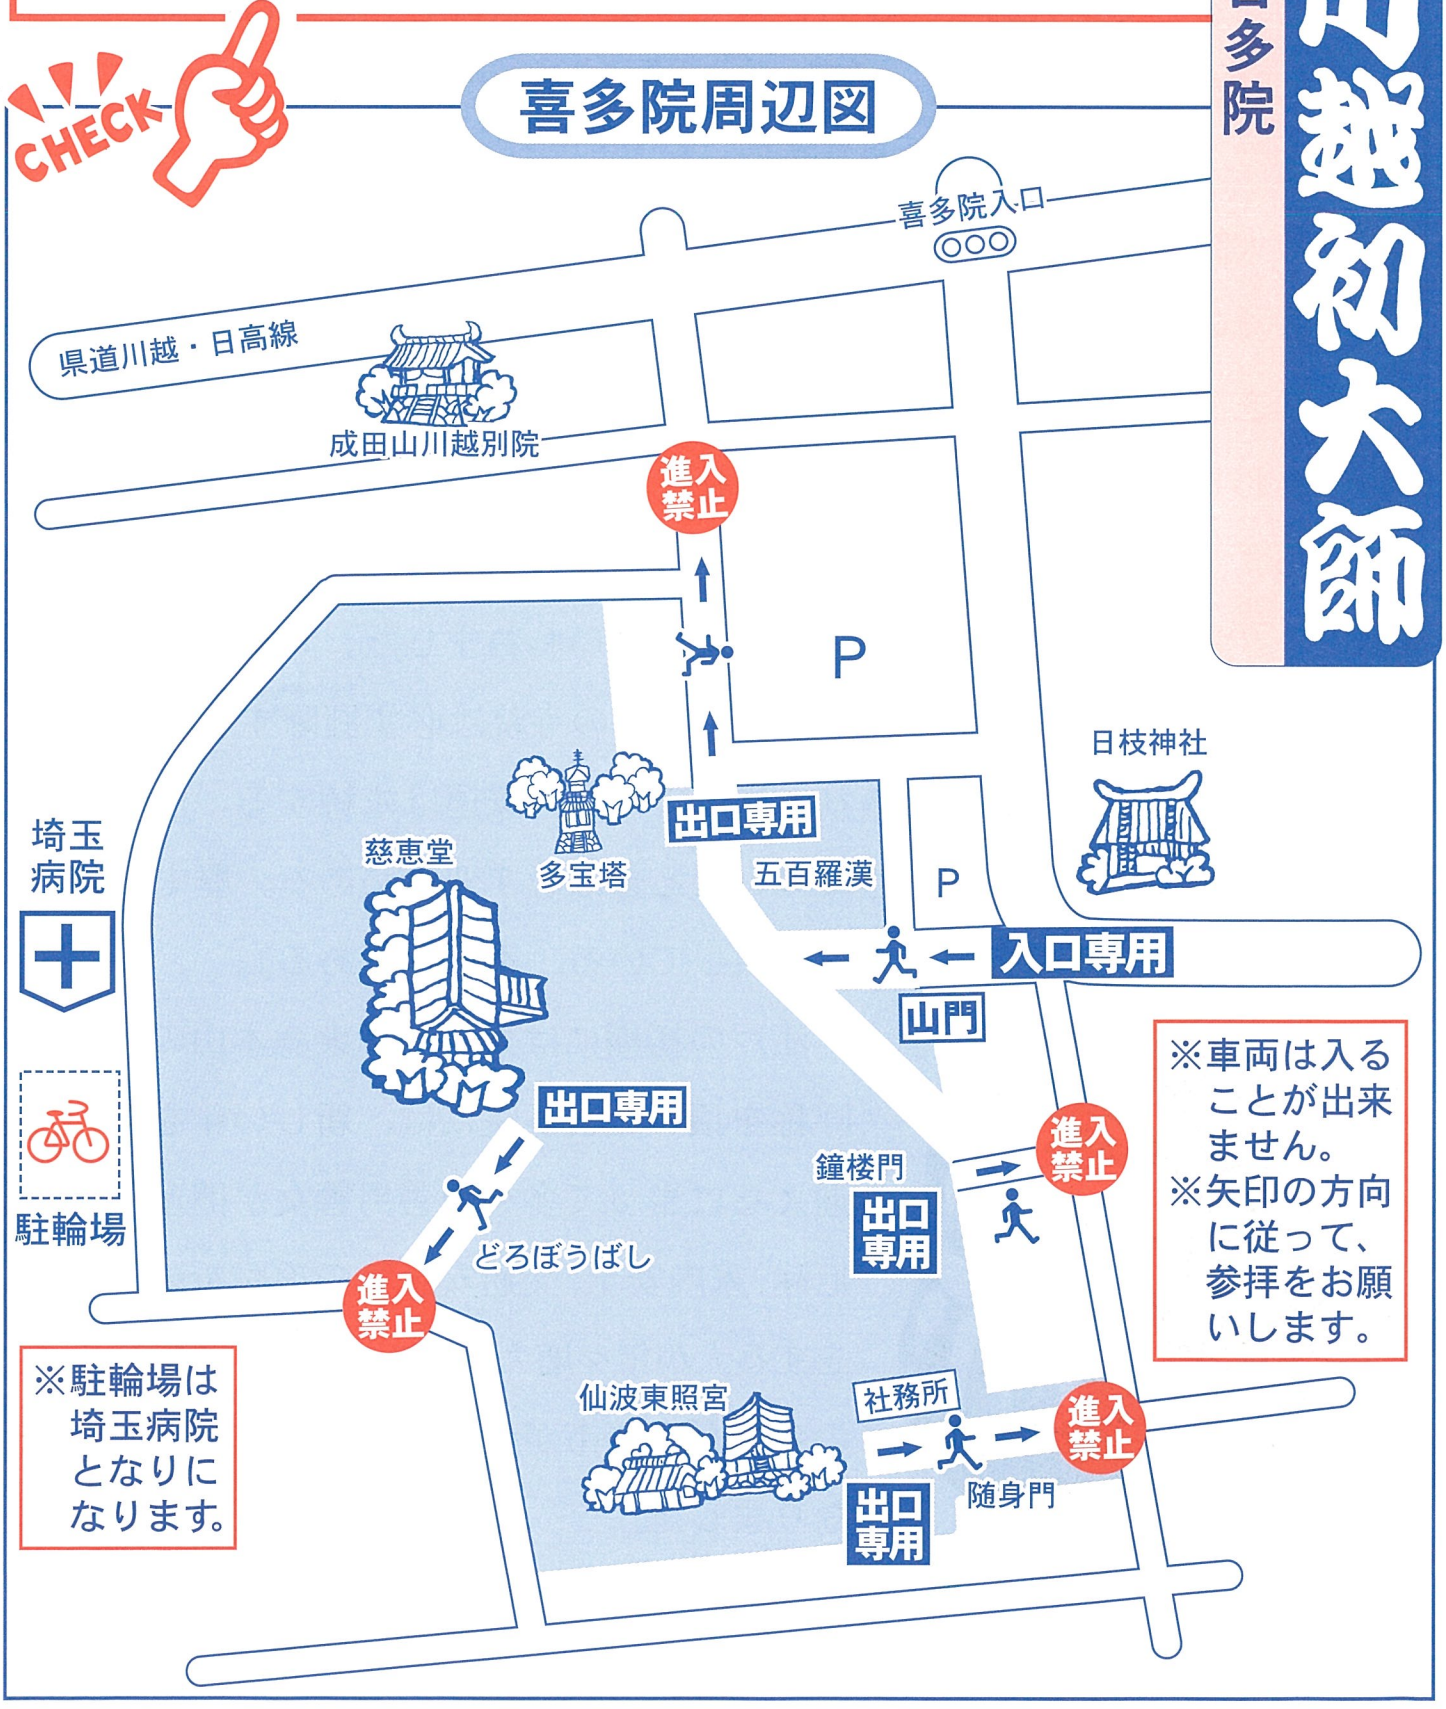 喜多院
川越初大師
CHECK
喜多院周辺図
喜多院入口
県道川越・日高線
成田山川越別院
進入
禁止
P
日枝神社
出口専用
多宝塔
五百羅漢
P
埼玉
病院
慈恵堂
入口専用
山門
※車両は入る
ことが出来
ません。
※矢印の方向
に従って、
参拝をお願
いします。
出口専用
進入
禁止
鐘楼門
出口
専用
駐輪場
どろぼうばし
進入
禁止
※駐輪場は
埼玉病院
となりに
なります。
仙波東照宮
社務所
進入
禁止
随身門
出口
専用